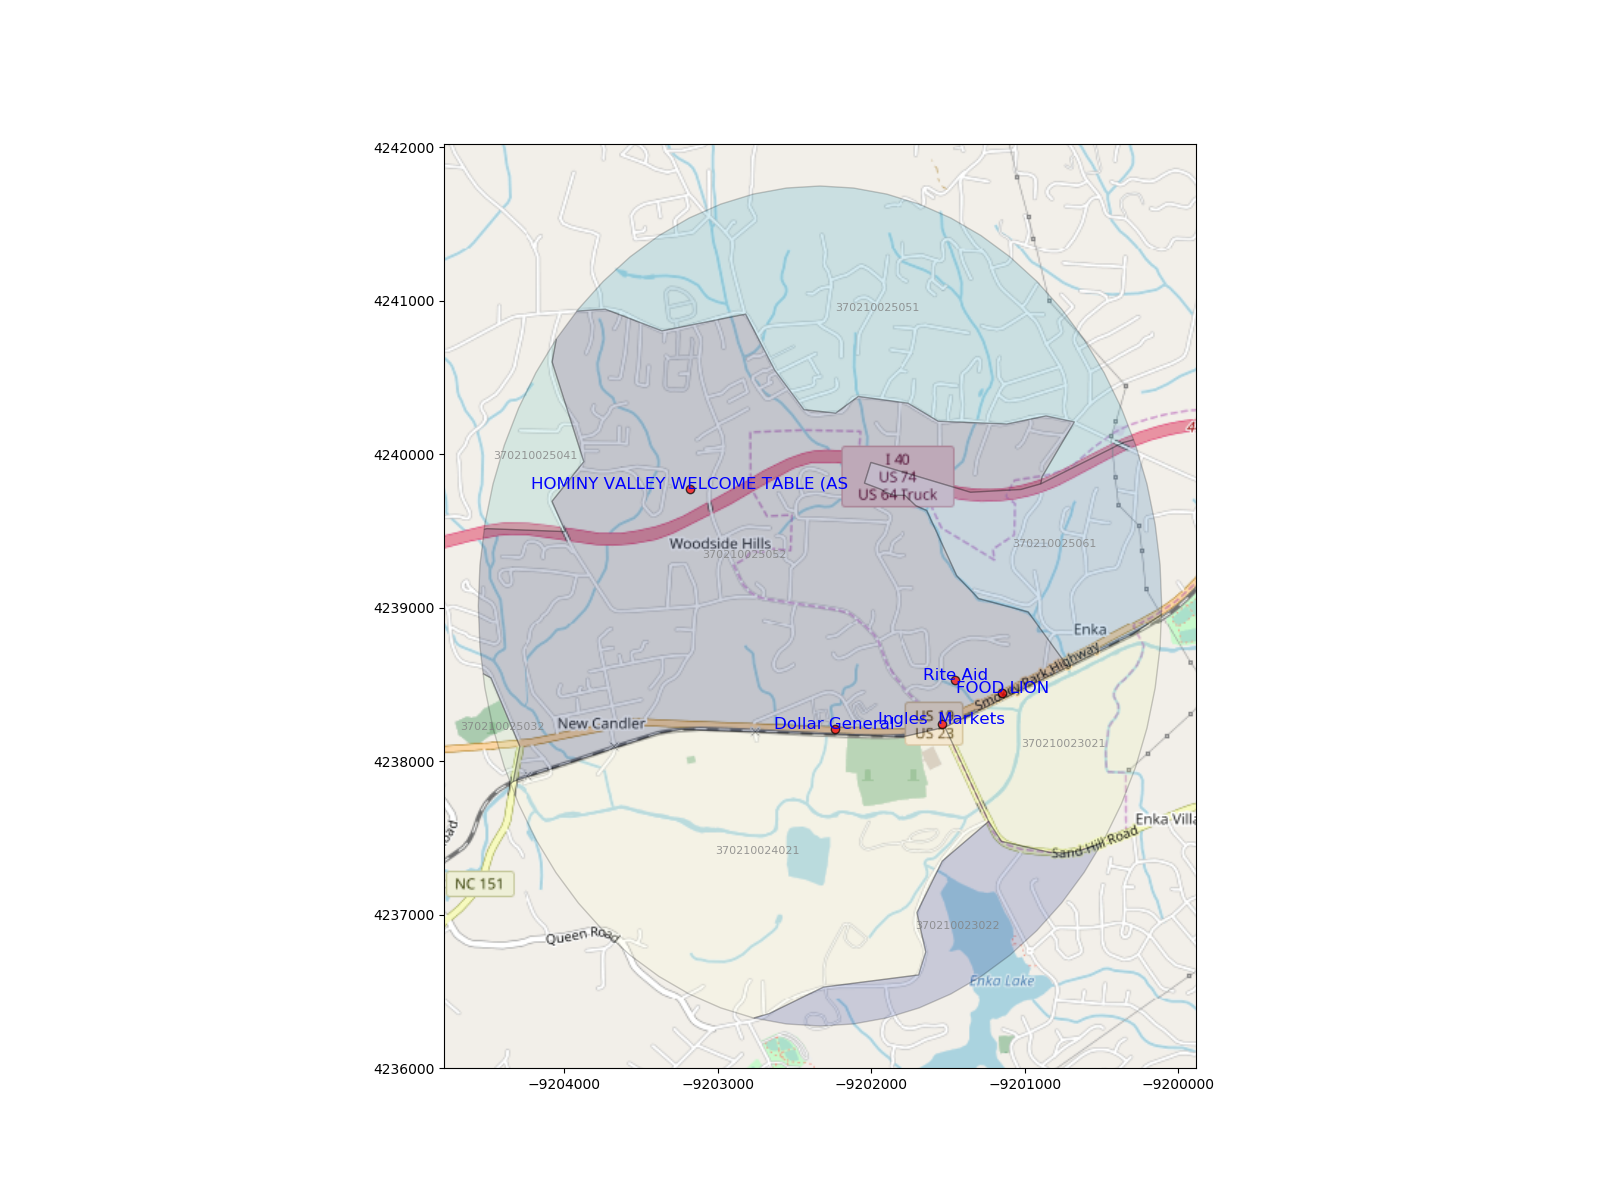 4242000
4241000
4240000
4239000
4238000
4237000
4236000
−9204000
−9203000
−9202000
−9201000
−9200000
370210025051
370210025041
4
I 40
US 74
US 64 Truck
HOMINY VALLEY WELCOME TABLE (AS
Woodside Hills
370210025052
370210025061
Enka
Smoky Park Highway
Rite Aid
FOOD LION
Ingles Markets
Dollar General
US 19
US 23
New Candler
370210025032
370210023021
Enka Villa
Sand Hill Road
oad
370210024021
NC 151
Queen Road
370210023022
Enka Lake